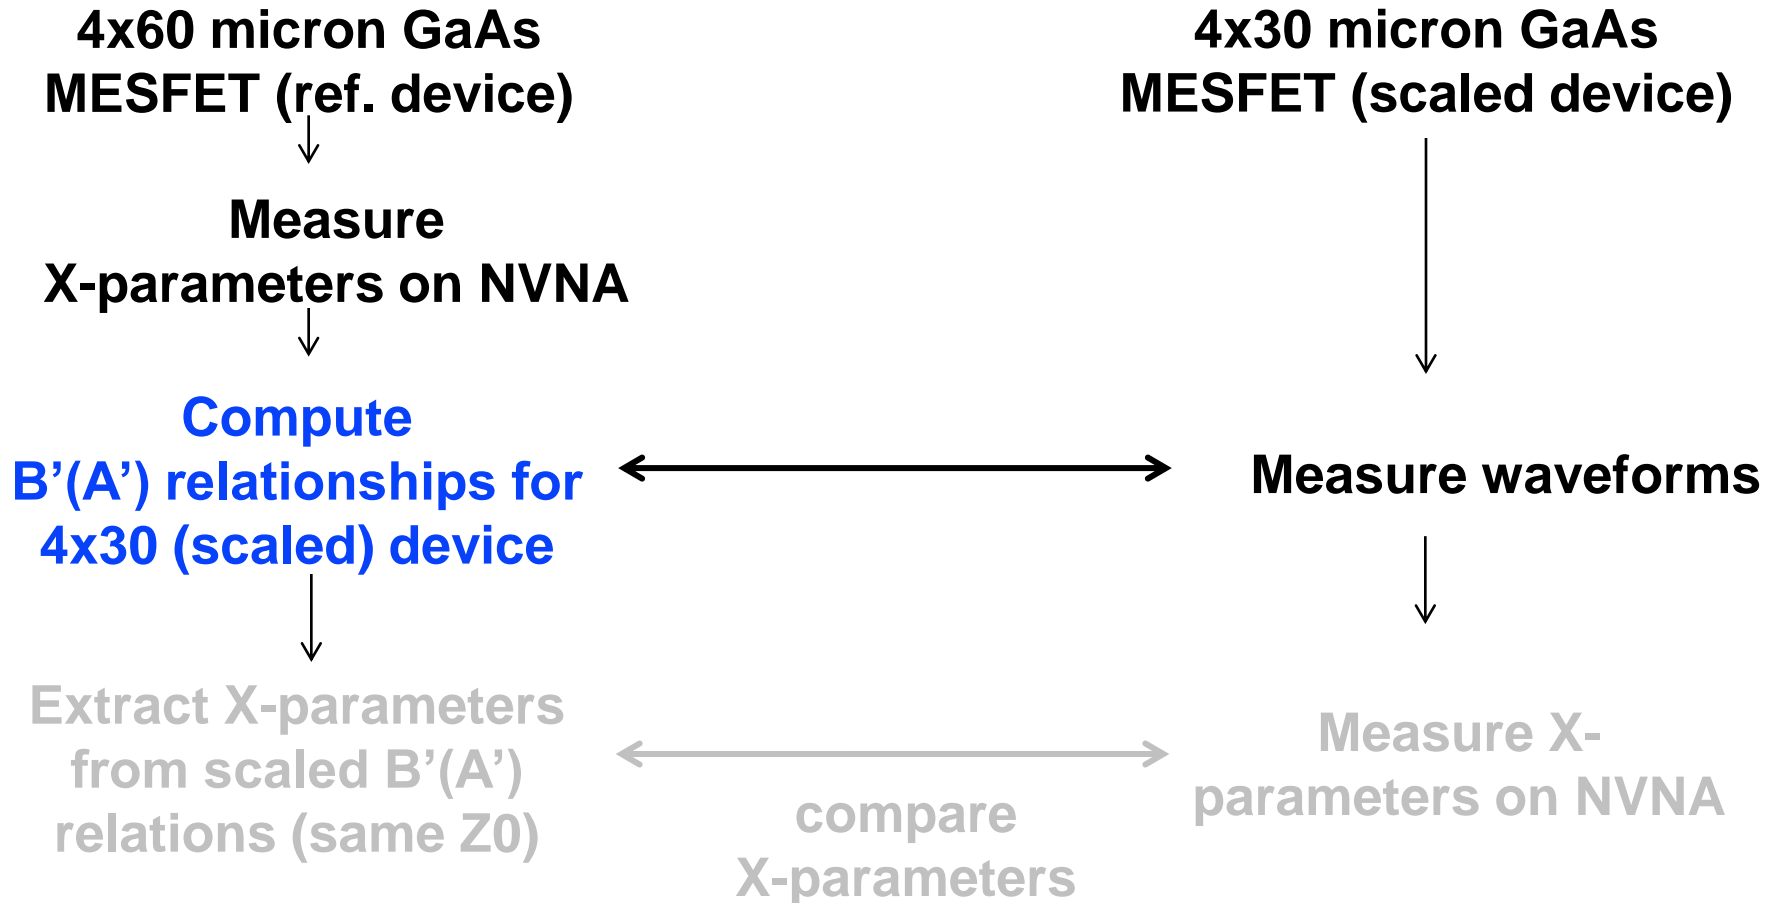 4x60 micron GaAs
MESFET (ref. device)
4x30 micron GaAs
MESFET (scaled device)
Measure
X-parameters on NVNA
Compute
B’(A’) relationships for
4x30 (scaled) device
Measure waveforms
Extract X-parameters
from scaled B’(A’)
relations (same Z0)
Measure X-
parameters on NVNA
compare
X-parameters